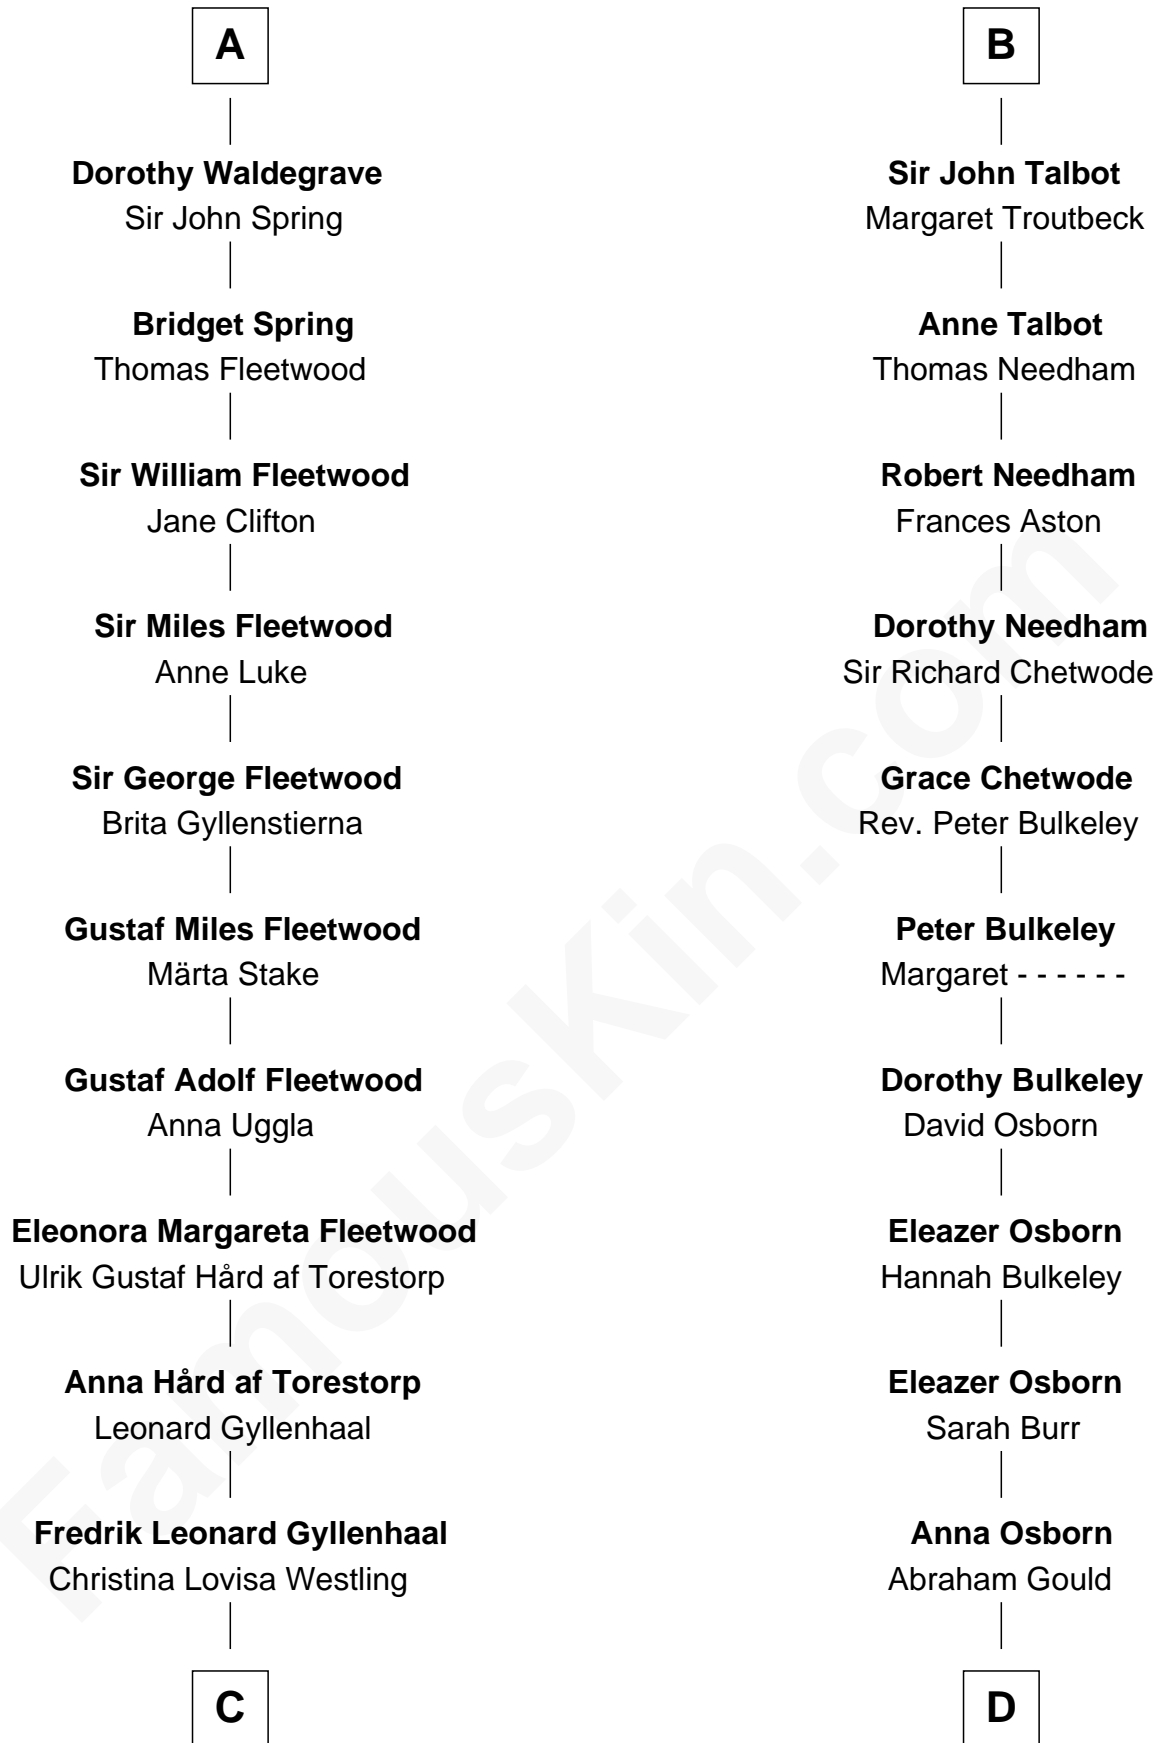 A
Dorothy Waldegrave
Sir John Spring
Bridget Spring
Thomas Fleetwood
Sir William Fleetwood
Jane Clifton
Sir Miles Fleetwood
Anne Luke
Sir George Fleetwood
Brita Gyllenstierna
Gustaf Miles Fleetwood
Märta Stake
Gustaf Adolf Fleetwood
Anna Uggla
Eleonora Margareta Fleetwood
Ulrik Gustaf Hård af Torestorp
Anna Hård af Torestorp
Leonard Gyllenhaal
Fredrik Leonard Gyllenhaal
Christina Lovisa Westling
C
B
Sir John Talbot
Margaret Troutbeck
Anne Talbot
Thomas Needham
Robert Needham
Frances Aston
Dorothy Needham
Sir Richard Chetwode
Grace Chetwode
Rev. Peter Bulkeley
Peter Bulkeley
Margaret - - - - - -
Dorothy Bulkeley
David Osborn
Eleazer Osborn
Hannah Bulkeley
Eleazer Osborn
Sarah Burr
Anna Osborn
Abraham Gould
D
FamousKin.com